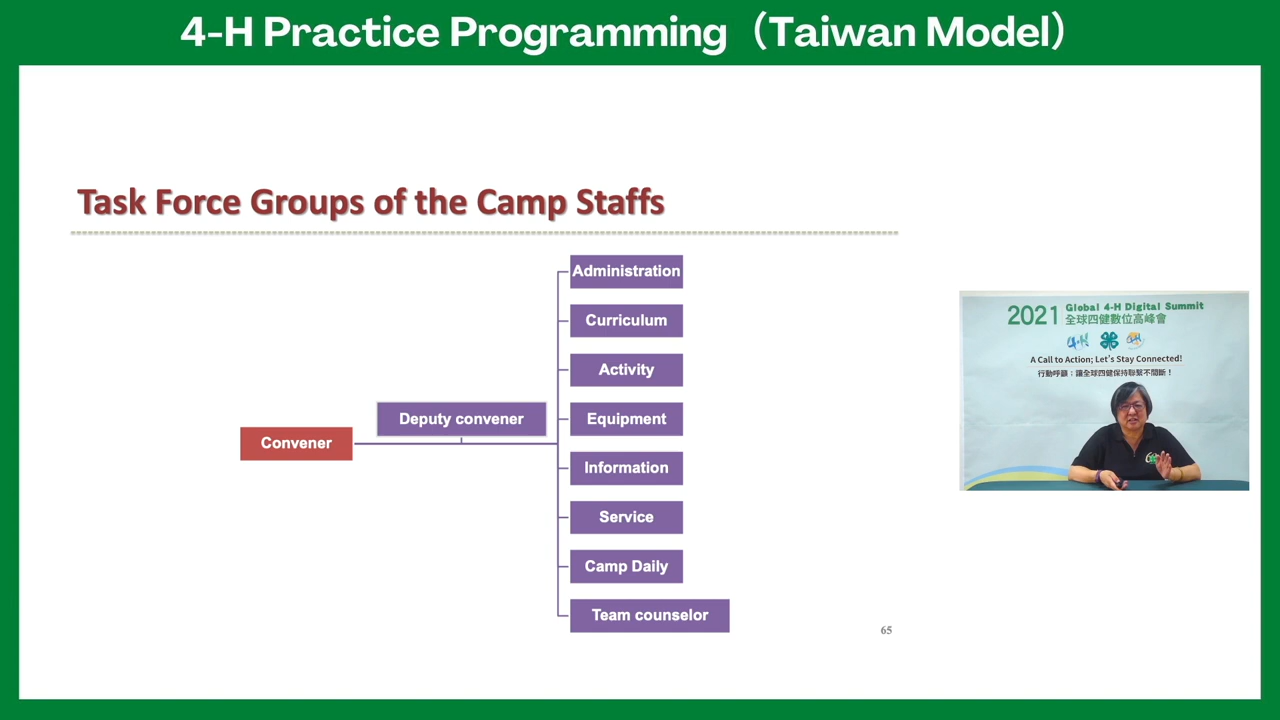 4-H Practice Programming（Taiwan Model）
Task Force Groups of the Camp Staffs
Administration
Curriculum
Activity
Deputy convener
Equipment
Convener
Information
Service
Camp Daily
Team counselor
65
2021
Global 4-H Digital Summit
全球四健數位高峰會
A Call to Action; Let's Stay Connected!
行動呼籲：讓全球四健保持聯繫不間斷！